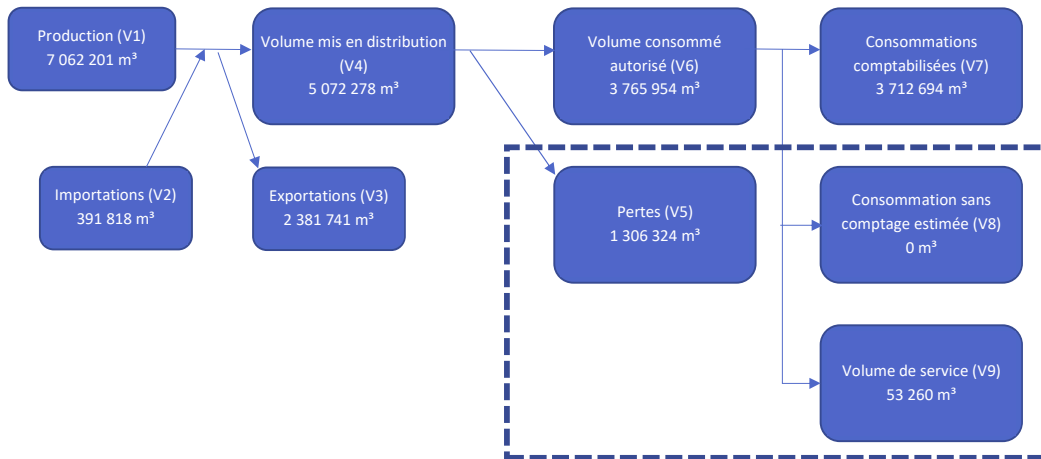 Production (V1)
7 062 201 m³
Volume mis en distribution
(V4)
5 072 278 m³
Volume consommé
autorisé (V6)
3 765 954 m³
Consommations
comptabilisées (V7)
3 712 694 m³
Importations (V2)
391 818 m³
Exportations (V3)
2 381 741 m³
Pertes (V5)
1 306 324 m³
Consommation sans
comptage estimée (V8)
0 m³
Volume de service (V9)
53 260 m³